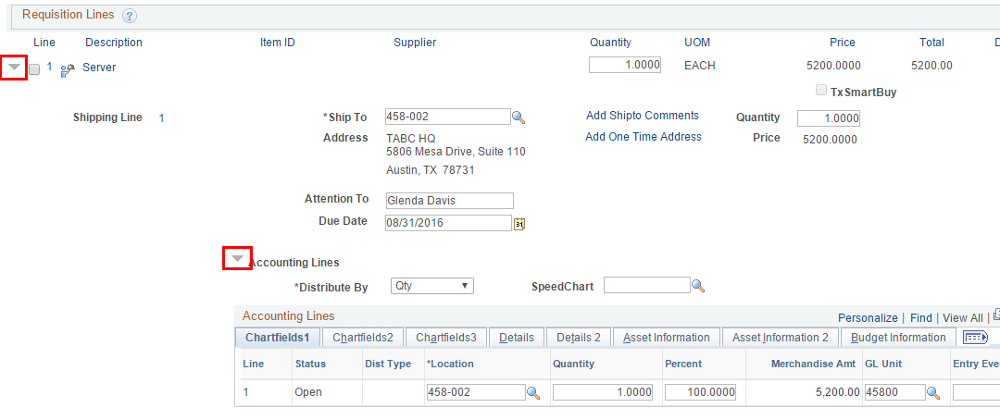 Requisition Lines ?
Line Description Item ID Supplier Quantity UOM Price Total D
1 Server 1.0000 EACH 5200.0000 5200.00
TxSmartBuy
Shipping Line 1 *Ship To 458-002 Add Shipto Comments Quantity 1.0000
Address TABC HQ Add One Time Address Price 5200.0000
5806 Mesa Drive, Suite 110
Austin, TX 78731
Attention To Glenda Davis
Due Date 08/31/2016 31
Accounting Lines
*Distribute By Qty SpeedChart
Accounting Lines Personalize | Find | View All |
Chartfields1 Chartfields2 Chartfields3 Details Details 2 Asset Information Asset Information 2 Budget Information
Line Status Dist Type *Location Quantity Percent Merchandise Amt GL Unit Entry Eve
1 Open 458-002 1.0000 100.0000 5,200.00 45800